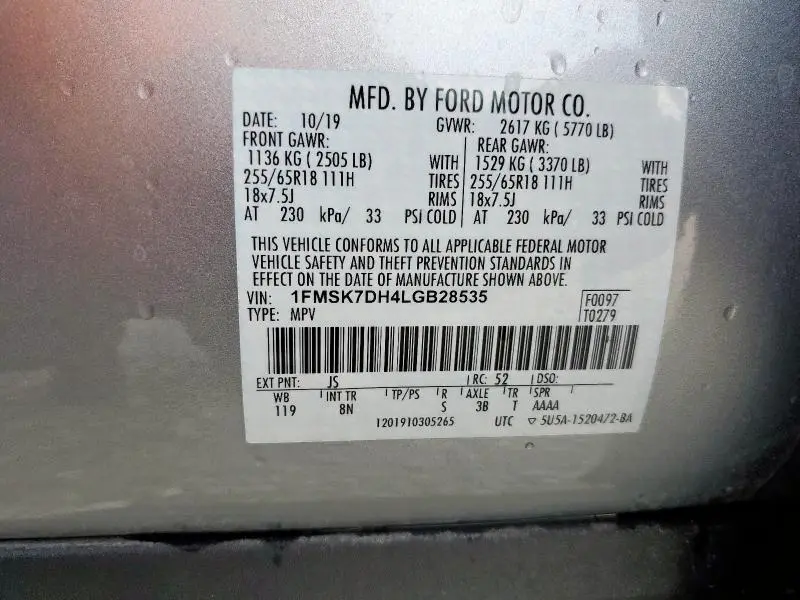 MFD. BY FORD MOTOR CO.
DATE: 10/19 GVWR: 2617 KG ( 5770 LB)
FRONT GAWR: REAR GAWR:
1136 KG ( 2505 LB) WITH 1529 KG ( 3370 LB) WITH
255/65R18 111H TIRES 255/65R18 111H TIRES
18x7.5J RIMS 18x7.5J RIMS
AT 230 kPa/ 33 PSI COLD AT 230 kPa/ 33 PSI COLD
THIS VEHICLE CONFORMS TO ALL APPLICABLE FEDERAL MOTOR
VEHICLE SAFETY AND THEFT PREVENTION STANDARDS IN
EFFECT ON THE DATE OF MANUFACTURE SHOWN ABOVE.
VIN: 1FMSK7DH4LGB28535 F0097
TYPE: MPV T0279
EXT PNT: JS RC: 52 DSO:
WB INT TR TP/PS R AXLE TR SPR
119 8N S 3B T AAAA
1201910305265 UTC ▽ 5U5A-1520472-BA